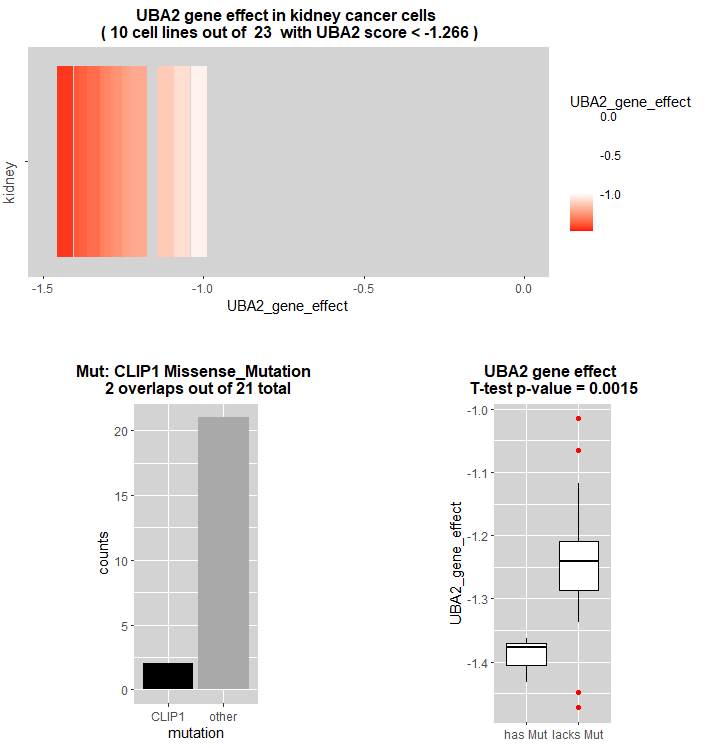 UBA2 gene effect in kidney cancer cells
( 10 cell lines out of  23  with UBA2 score < -1.266 )
kidney
-1.5
-1.0
-0.5
0.0
UBA2_gene_effect
UBA2_gene_effect
0.0
-0.5
-1.0
Mut: CLIP1 Missense_Mutation
2 overlaps out of 21 total
counts
20
15
10
5
0
CLIP1
other
mutation
UBA2 gene effect
T-test p-value = 0.0015
UBA2_gene_effect
-1.0
-1.1
-1.2
-1.3
-1.4
has Mut
lacks Mut